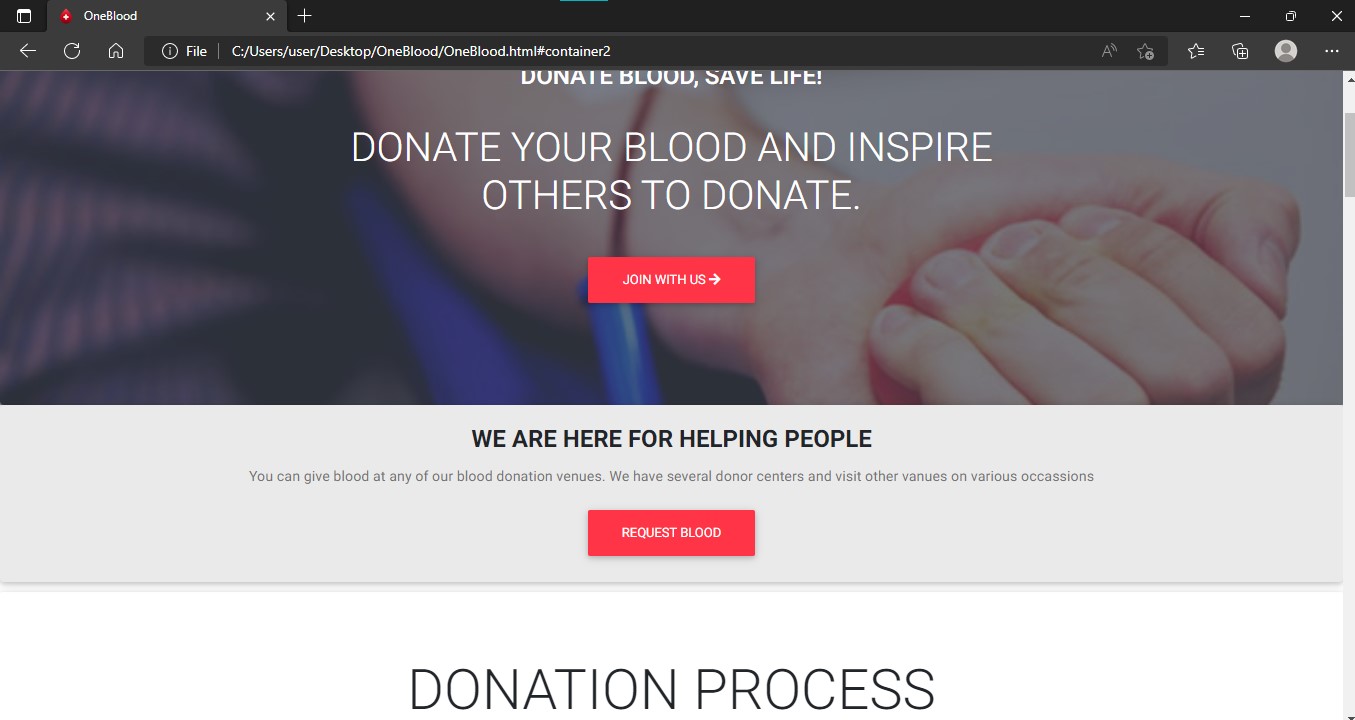 OneBlood
File C:/Users/user/Desktop/OneBlood/OneBlood.html#container2
DONATE BLOOD, SAVE LIFE!
DONATE YOUR BLOOD AND INSPIRE
OTHERS TO DONATE.
JOIN WITH US
WE ARE HERE FOR HELPING PEOPLE
You can give blood at any of our blood donation venues. We have several donor centers and visit other vanues on various occassions
REQUEST BLOOD
DONATION PROCESS